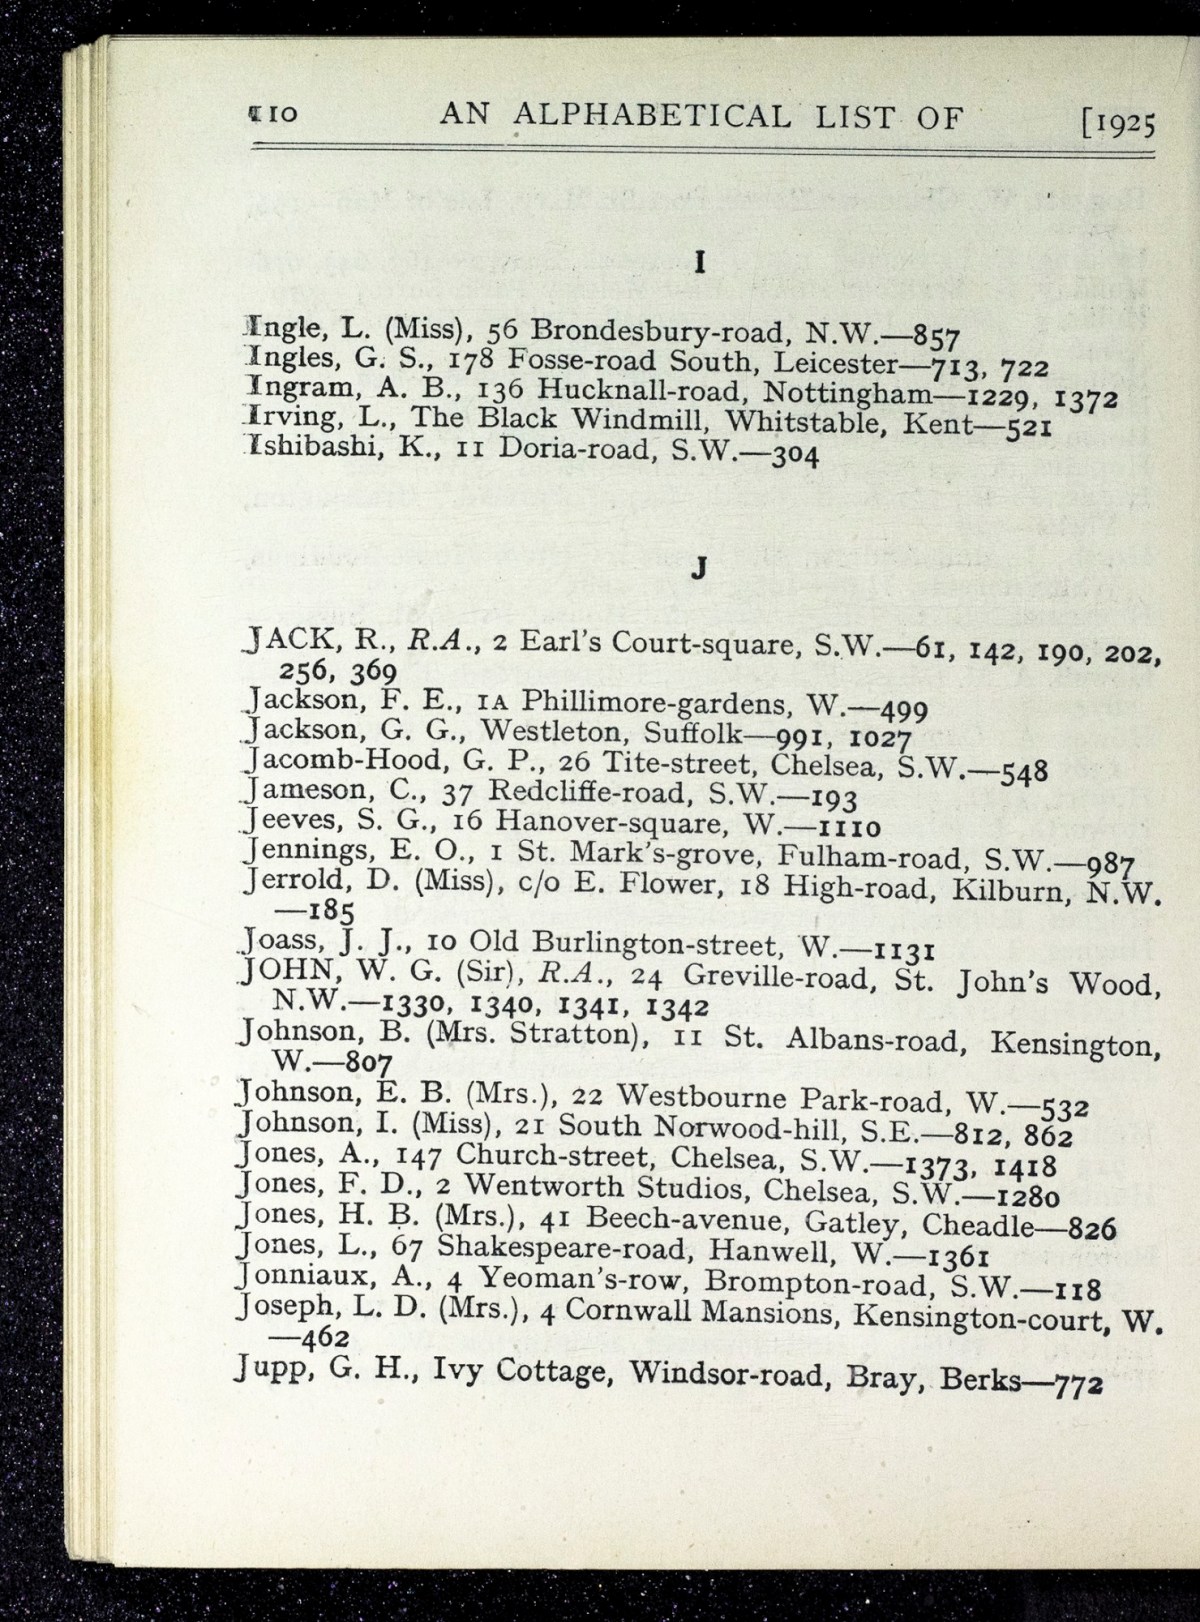 110 AN ALPHABETICAL LIST OF [1925
I
Ingle, L. (Miss), 56 Brondesbury-road, N.W.—857
Ingles, G. S., 178 Fosse-road South, Leicester—713, 722
Ingram, A. B., 136 Hucknall-road, Nottingham—1229, 1372
Irving, L., The Black Windmill, Whitstable, Kent—521
Ishibashi, K., 11 Doria-road, S.W.—304
J
JACK, R., R.A., 2 Earl's Court-square, S.W.—61, 142, 190, 202,
256, 369
Jackson, F. E., 1A Phillimore-gardens, W.—499
Jackson, G. G., Westleton, Suffolk—991, 1027
Jacomb-Hood, G. P., 26 Tite-street, Chelsea, S.W.—548
Jameson, C., 37 Redcliffe-road, S.W.—193
Jeeves, S. G., 16 Hanover-square, W.—1110
Jennings, E. O., 1 St. Mark's-grove, Fulham-road, S.W.—987
Jerrold, D. (Miss), c/o E. Flower, 18 High-road, Kilburn, N.W.
—185
Joass, J. J., 10 Old Burlington-street, W.—1131
JOHN, W. G. (Sir), R.A., 24 Greville-road, St. John's Wood,
N.W.—1330, 1340, 1341, 1342
Johnson, B. (Mrs. Stratton), 11 St. Albans-road, Kensington,
W.—807
Johnson, E. B. (Mrs.), 22 Westbourne Park-road, W.—532
Johnson, I. (Miss), 21 South Norwood-hill, S.E.—812, 862
Jones, A., 147 Church-street, Chelsea, S.W.—1373, 1418
Jones, F. D., 2 Wentworth Studios, Chelsea, S.W.—1280
Jones, H. B. (Mrs.), 41 Beech-avenue, Gatley, Cheadle—826
Jones, L., 67 Shakespeare-road, Hanwell, W.—1361
Jonniaux, A., 4 Yeoman's-row, Brompton-road, S.W.—118
Joseph, L. D. (Mrs.), 4 Cornwall Mansions, Kensington-court, W.
—462
Jupp, G. H., Ivy Cottage, Windsor-road, Bray, Berks—772